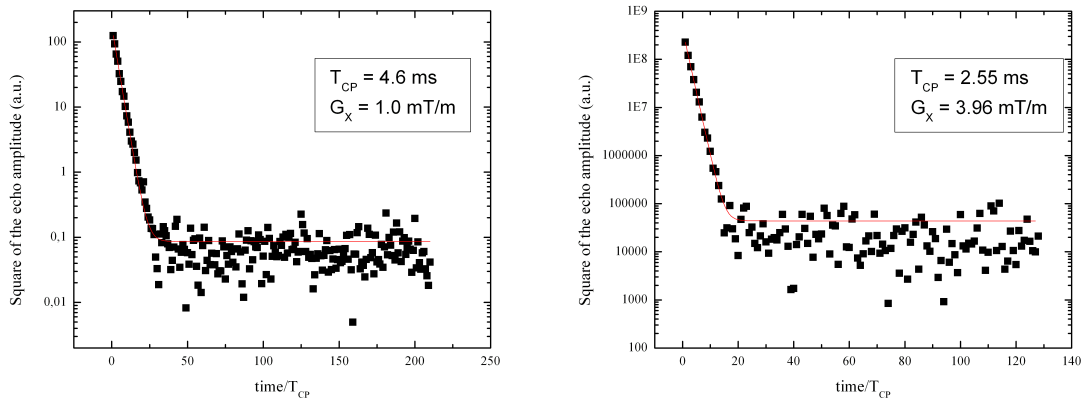 Square of the echo amplitude (a.u.)
100
10
1
0.1
0.01
T_CP = 4.6 ms
G_X = 1.0 mT/m
0 50 100 150 200 250
time/T_CP
Square of the echo amplitude (a.u.)
1E9
1E8
1E7
1000000
100000
10000
1000
100
T_CP = 2.55 ms
G_X = 3.96 mT/m
0 20 40 60 80 100 120 140
time/T_CP